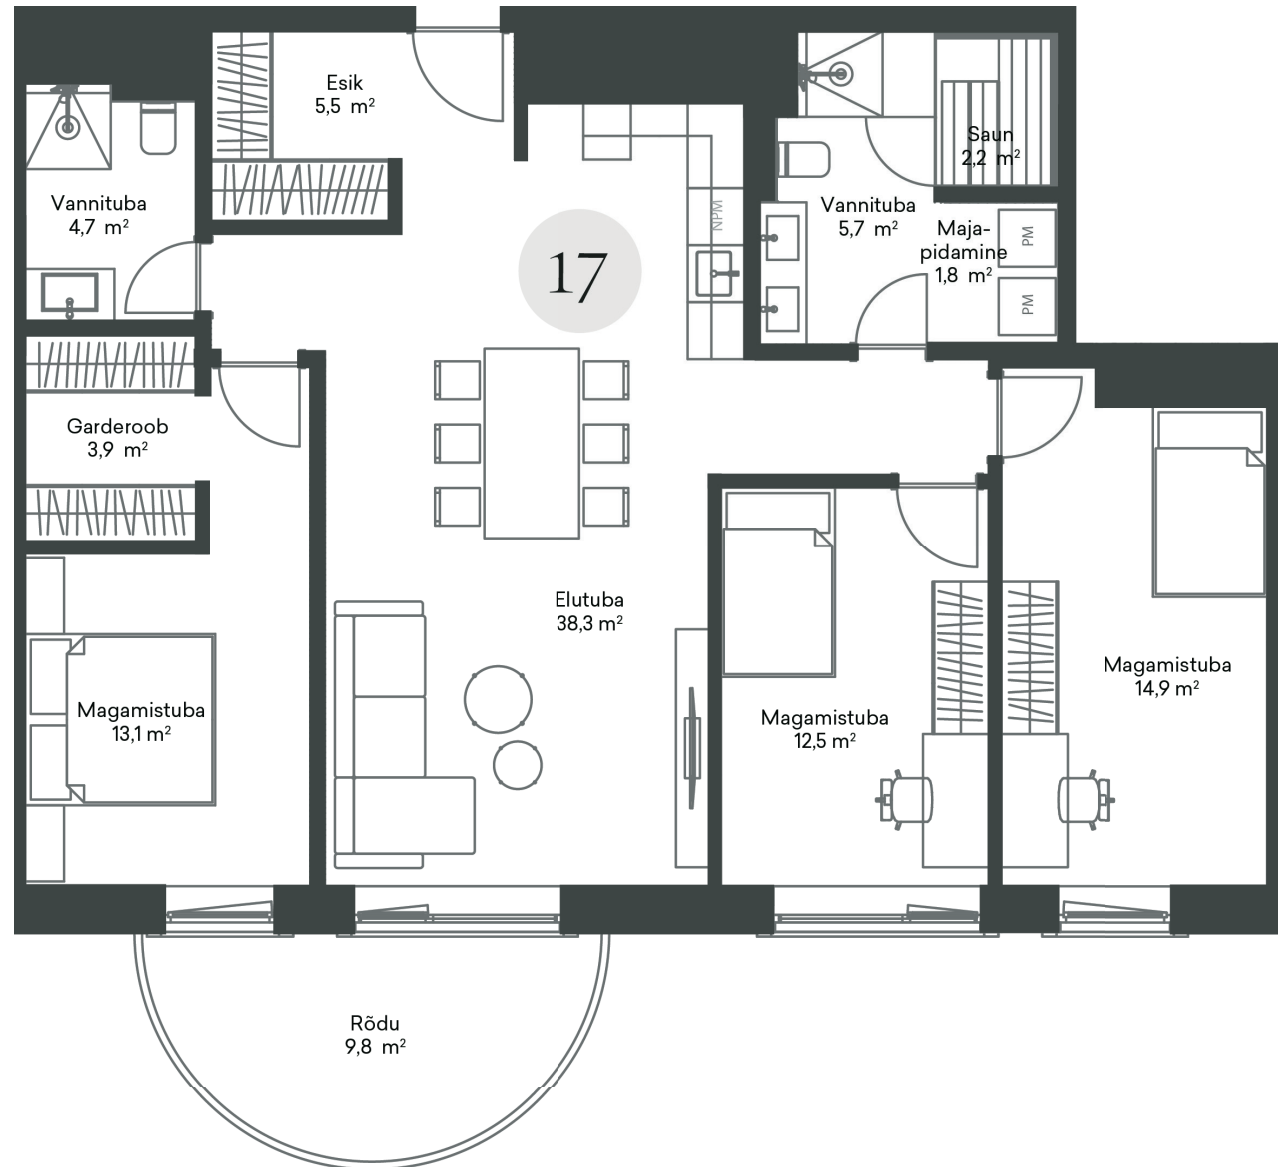 Esik
5,5 m²
Saun
2,2 m²
Vannituba
4,7 m²
Vannituba
5,7 m²
Maja-
pidamine
1,8 m²
PM
PM
NPM
17
Garderoob
3,9 m²
Elutuba
38,3 m²
Magamistuba
13,1 m²
Magamistuba
12,5 m²
Magamistuba
14,9 m²
Rõdu
9,8 m²